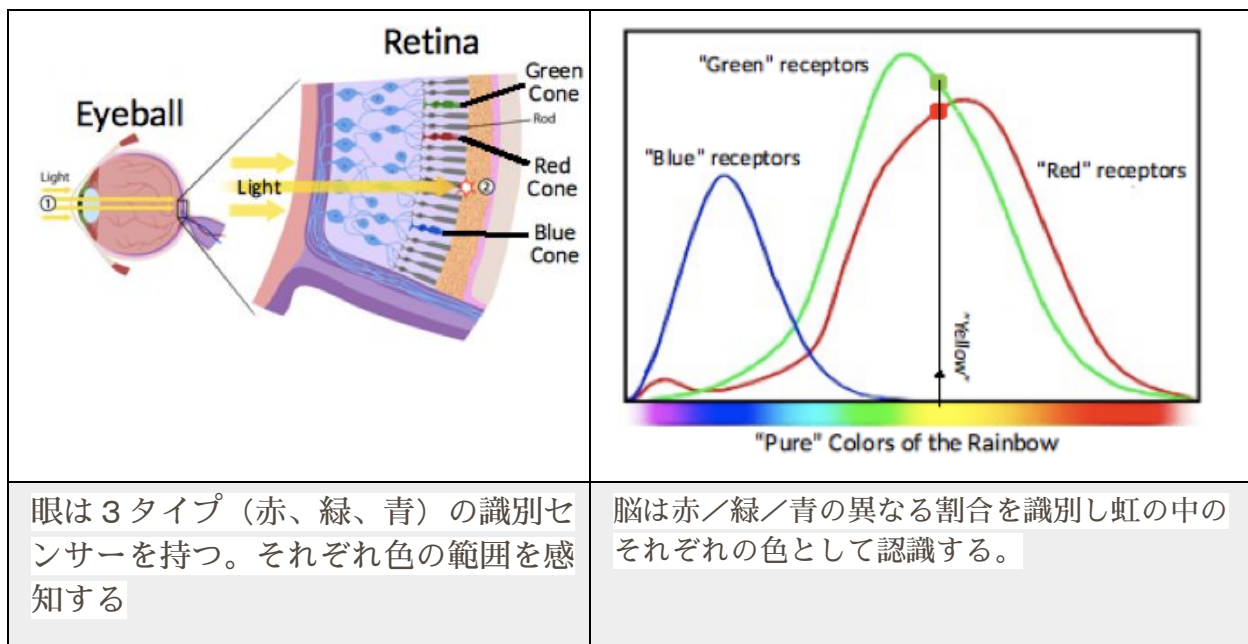 Retina
Green
Cone
Rod
Eyeball
Red
Cone
Light
①
Light
②
Blue
Cone
"Green" receptors
"Blue" receptors
"Red" receptors
"Yellow"
"Pure" Colors of the Rainbow
眼は３タイプ（赤、緑、青）の識別セ
ンサーを持つ。それぞれ色の範囲を感
知する
脳は赤／緑／青の異なる割合を識別し虹の中の
それぞれの色として認識する。